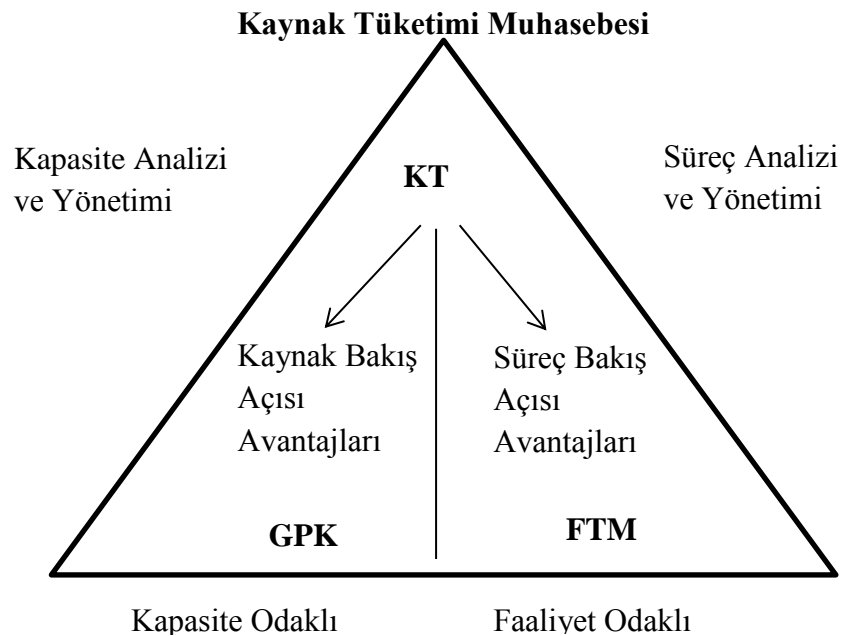 Kaynak Tüketimi Muhasebesi
Kapasite Analizi
ve Yönetimi
Süreç Analizi
ve Yönetimi
KT
Kaynak Bakış
Açısı
Avantajları
Süreç Bakış
Açısı
Avantajları
GPK
FTM
Kapasite Odaklı
Faaliyet Odaklı